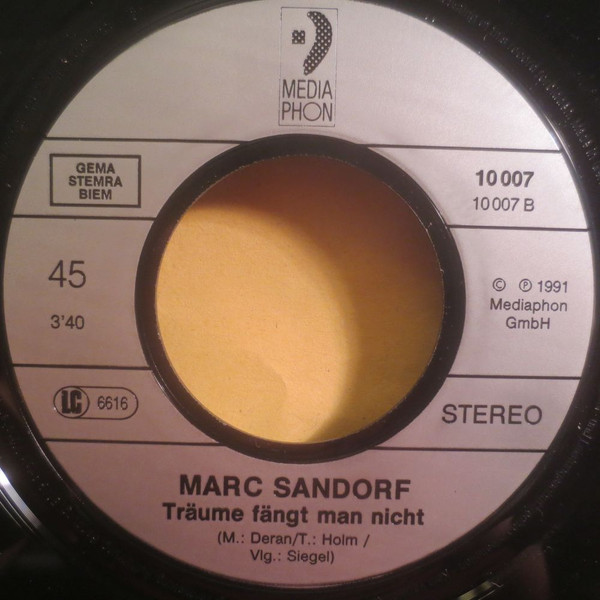 MEDIA
PHON
GEMA
STEMRA
BIEM
10 007
10 007 B
45
3'40
© ℗ 1991
Mediaphon
GmbH
LC 6616
STEREO
MARC SANDORF
Träume fängt man nicht
(M.: Deran/T.: Holm /
Vlg.: Siegel)